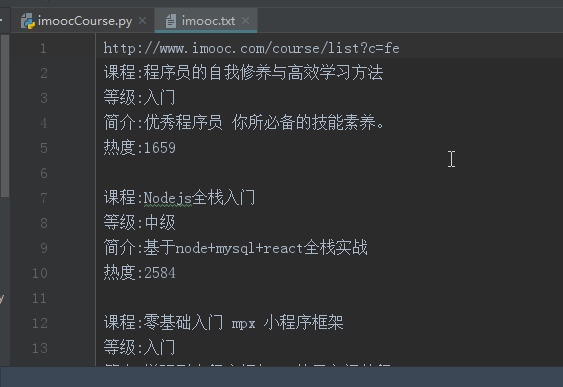 imoocCourse.py
imooc.txt
1 http://www.imooc.com/course/list?c=fe
2 课程:程序员的自我修养与高效学习方法
3 等级:入门
4 简介:优秀程序员 你所必备的技能素养。
5 热度:1659
6
7 课程:Nodejs全栈入门
8 等级:中级
9 简介:基于node+mysql+react全栈实战
10 热度:2584
11
12 课程:零基础入门 mpx 小程序框架
13 等级:入门